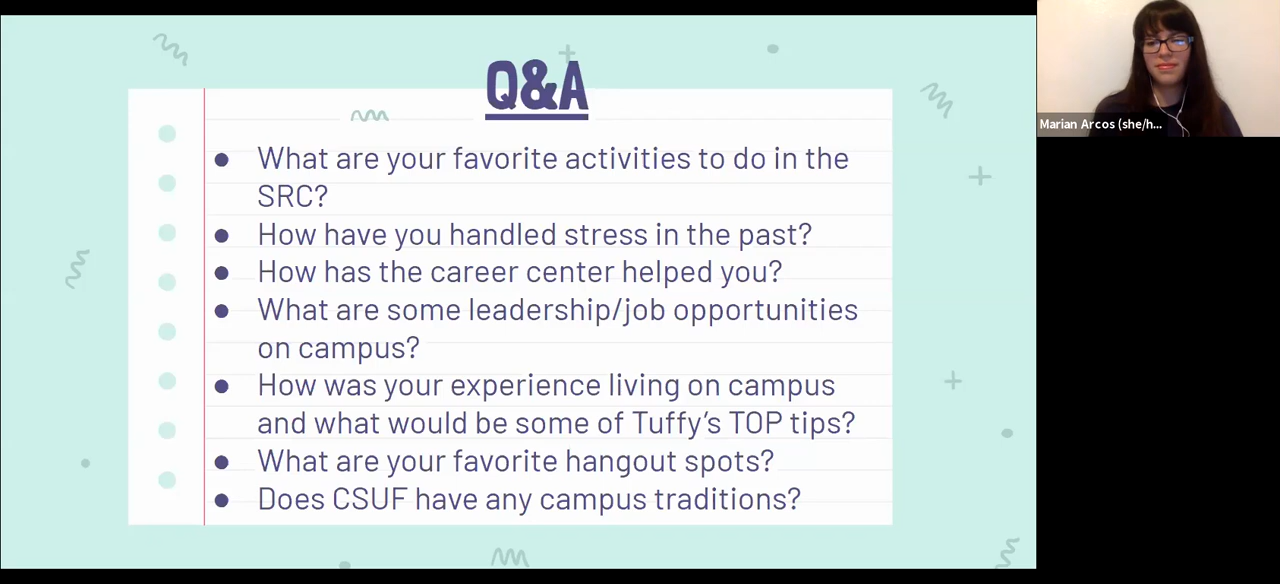 Q&A
● What are your favorite activities to do in the
SRC?
● How have you handled stress in the past?
● How has the career center helped you?
● What are some leadership/job opportunities
on campus?
● How was your experience living on campus
and what would be some of Tuffy's TOP tips?
● What are your favorite hangout spots?
● Does CSUF have any campus traditions?
Marian Arcos (she/h...